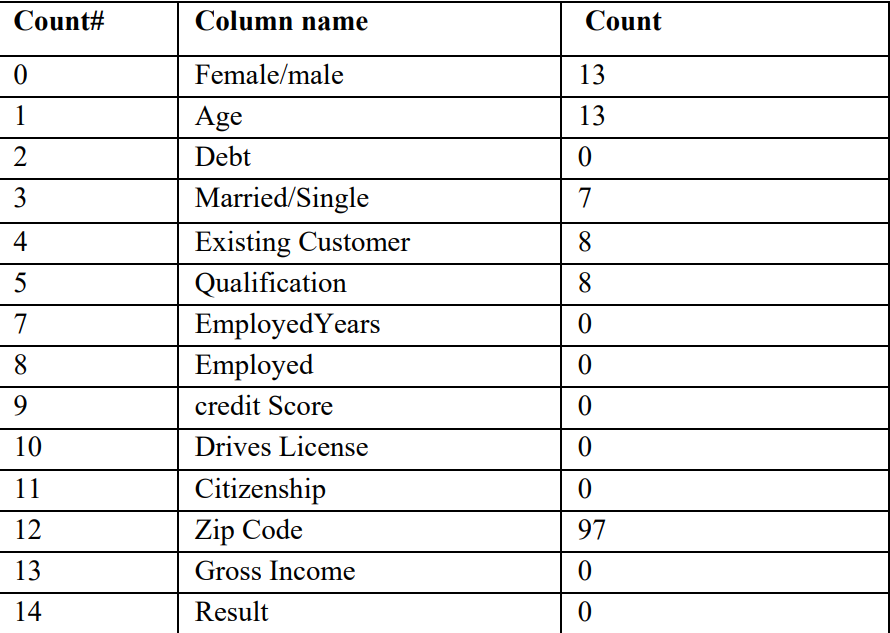 Count# Column name Count
0 Female/male 13
1 Age 13
2 Debt 0
3 Married/Single 7
4 Existing Customer 8
5 Qualification 8
7 EmployedYears 0
8 Employed 0
9 credit Score 0
10 Drives License 0
11 Citizenship 0
12 Zip Code 97
13 Gross Income 0
14 Result 0